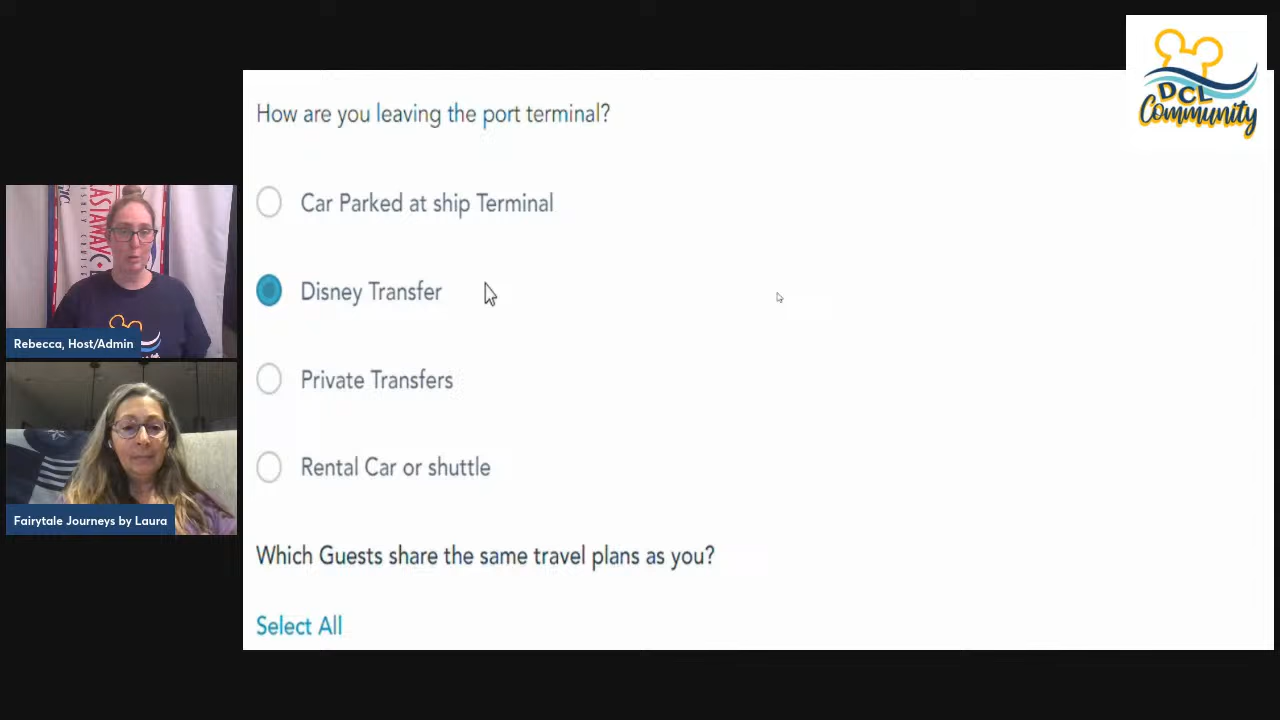 How are you leaving the port terminal?
Car Parked at ship Terminal
Disney Transfer
Private Transfers
Rental Car or shuttle
Which Guests share the same travel plans as you?
Select All
DCL
Community
Rebecca, Host/Admin
Fairytale Journeys by Laura